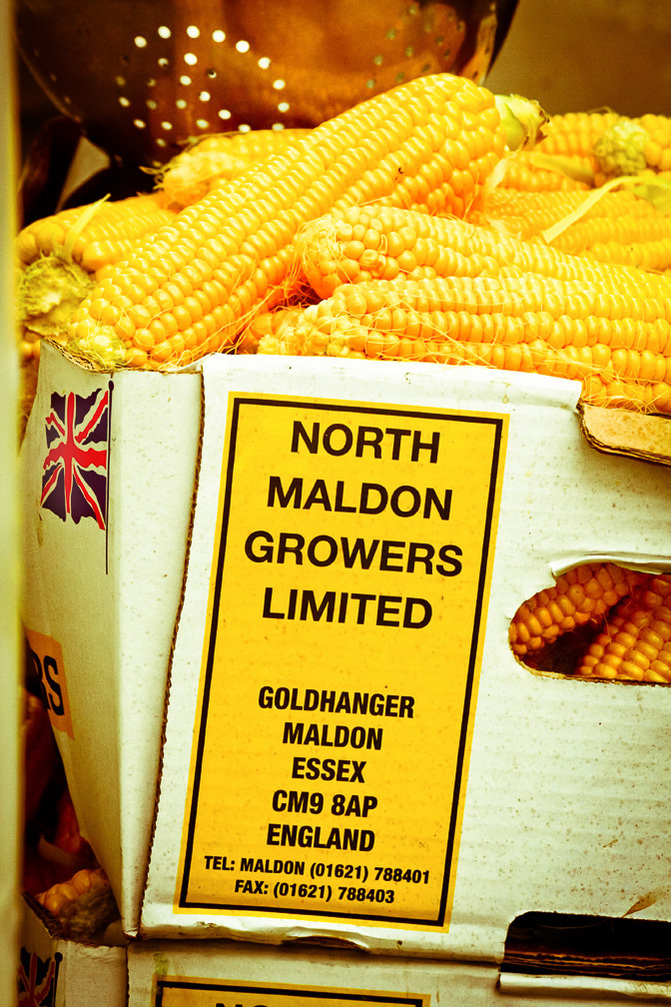 NORTH
MALDON
GROWERS
LIMITED
GOLDHANGER
MALDON
ESSEX
CM9 8AP
ENGLAND
TEL: MALDON (01621) 788401
FAX: (01621) 788403